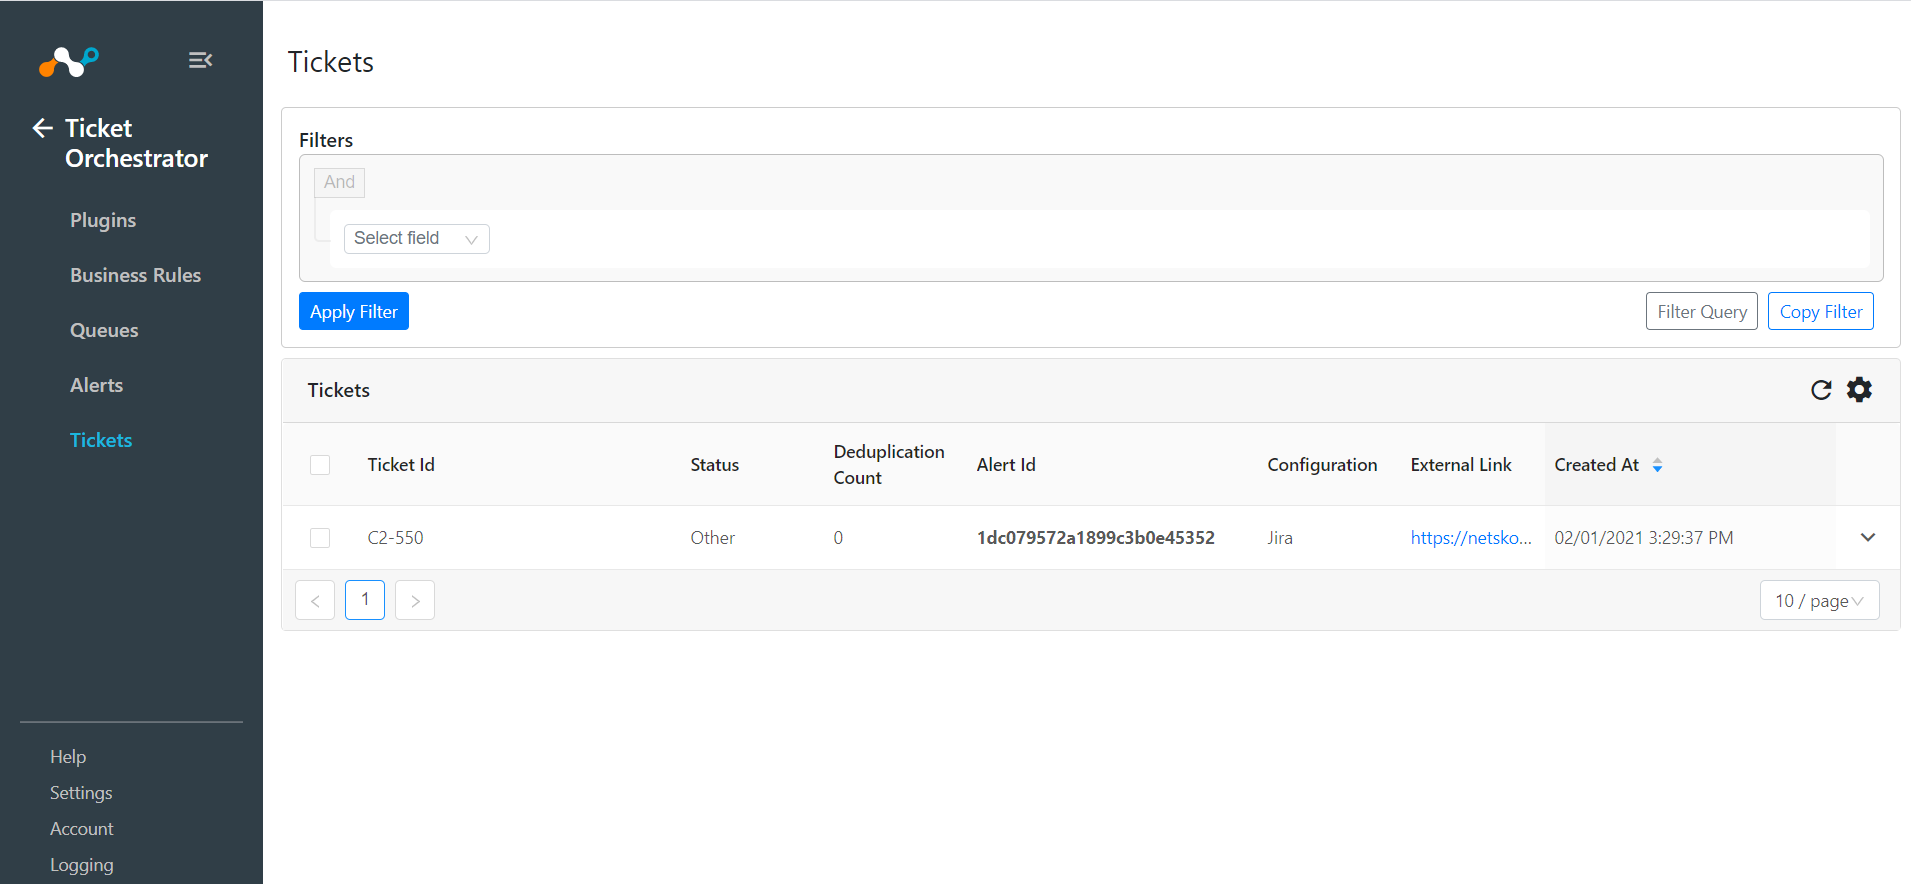 Ticket
Orchestrator
Plugins
Business Rules
Queues
Alerts
Tickets
Help
Settings
Account
Logging
Tickets
Filters
And
Select field
Apply Filter
Filter Query
Copy Filter
Tickets
Ticket Id
Status
Deduplication
Count
Alert Id
Configuration
External Link
Created At
C2-550
Other
0
1dc079572a1899c3b0e45352
Jira
https://netsko...
02/01/2021 3:29:37 PM
<
1
>
10 / page